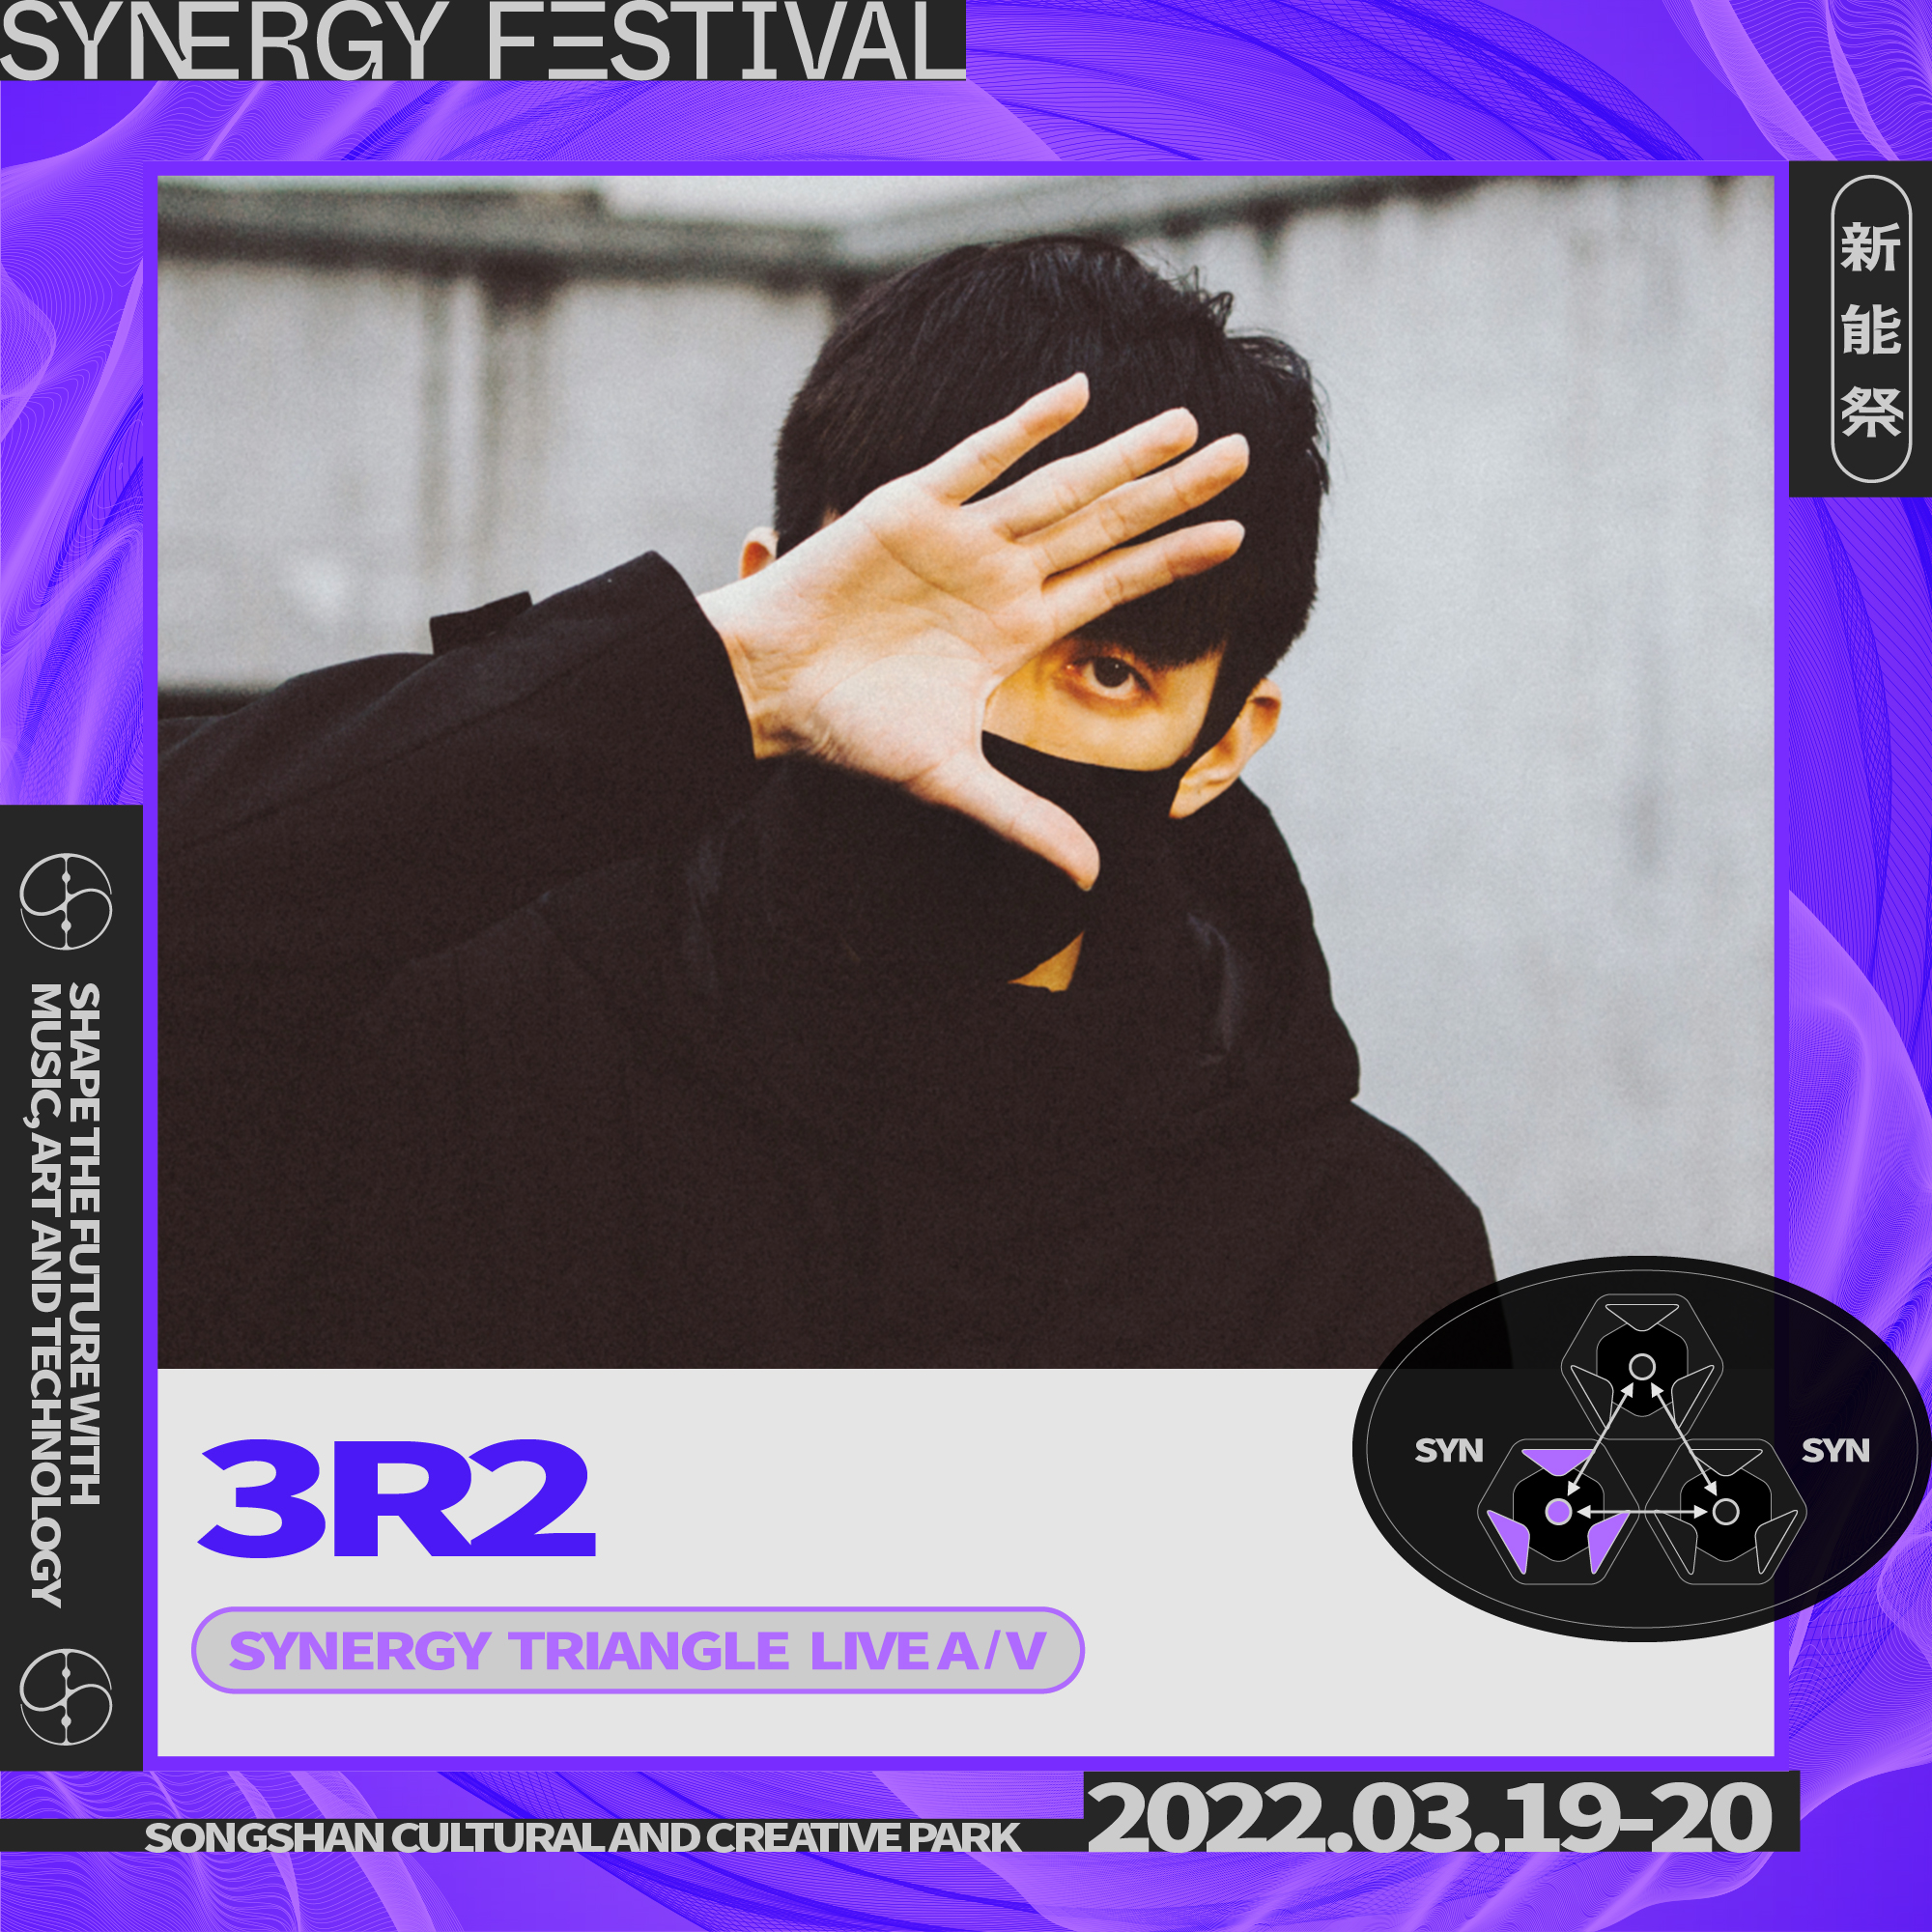 SYNERGY FESTIVAL
新能祭
SHAPE THE FUTURE WITH
MUSIC, ART AND TECHNOLOGY
SYN
SYN
3R2
SYNERGY TRIANGLE LIVE A/V
2022.03.19-20
SONGSHAN CULTURAL AND CREATIVE PARK